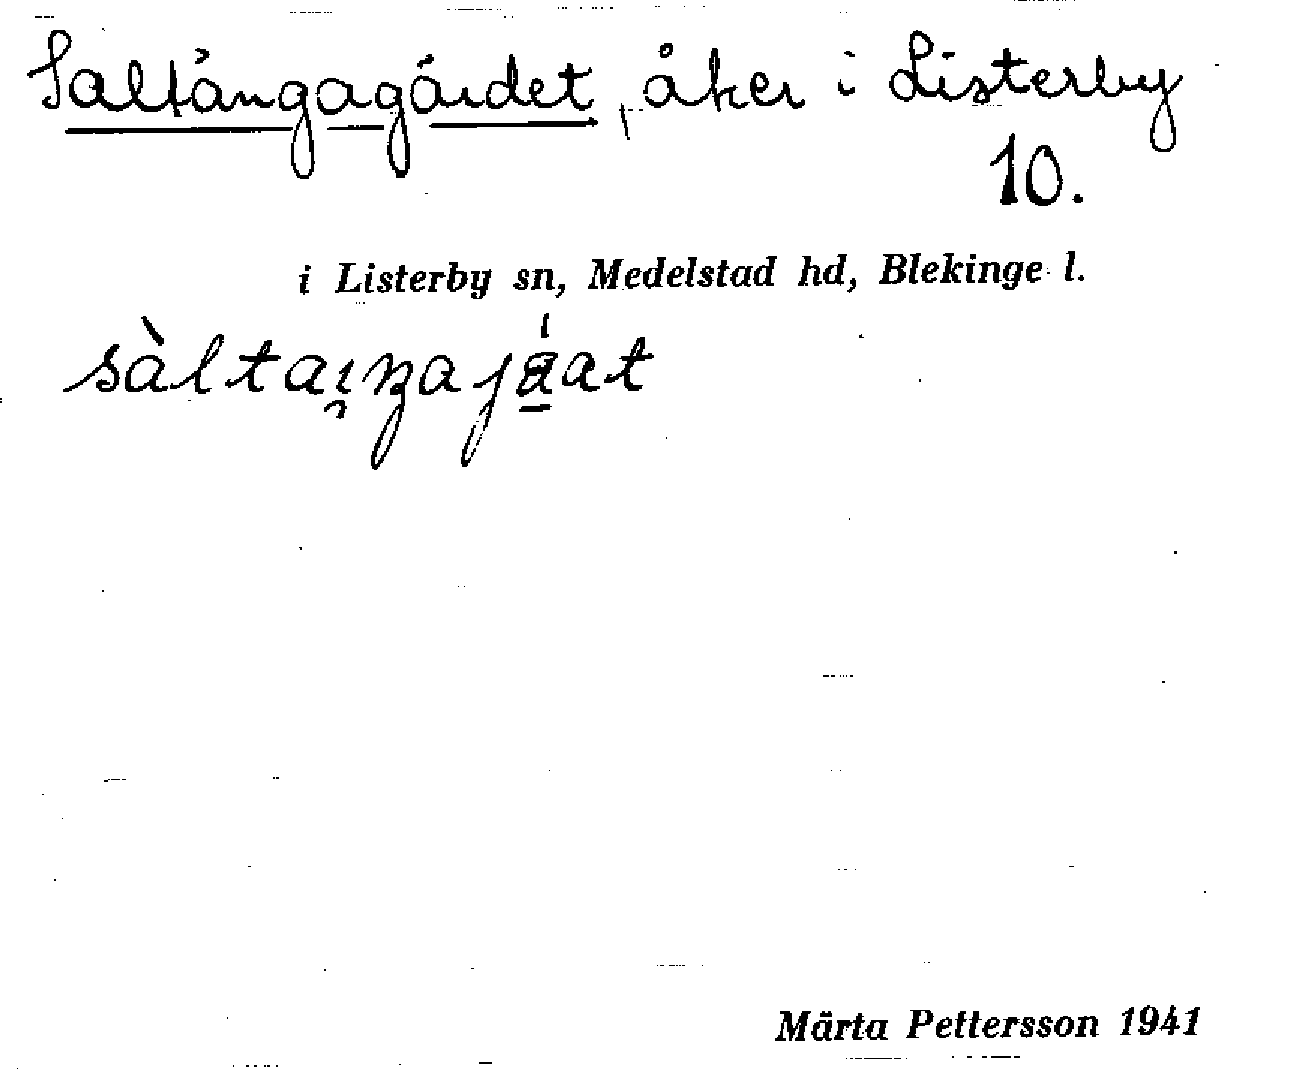 Saltångagärdet, åker i Listerby
10.
i Listerby sn, Medelstad hd, Blekinge l.
Märta Pettersson 1941